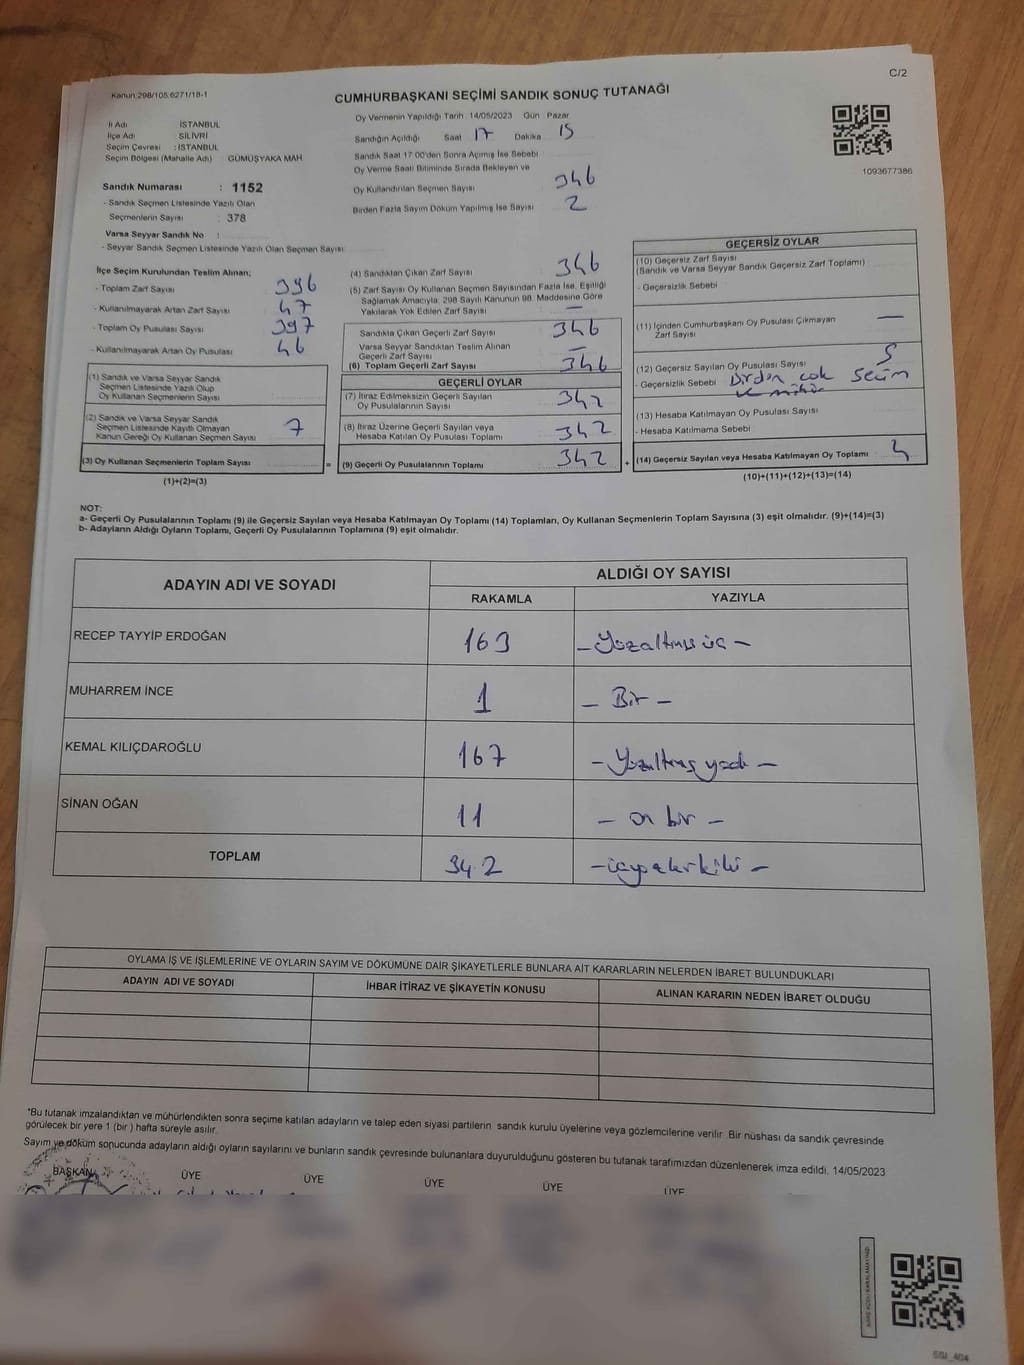 C/2
Kanun:298/105,6271/18-1
CUMHURBAŞKANI SEÇİMİ SANDIK SONUÇ TUTANAĞI
İl Adı İSTANBUL
İlçe Adı SİLİVRİ
Seçim Çevresi : İSTANBUL
Seçim Bölgesi (Mahalle Adı) GÜMÜŞYAKA MAH.
Oy Vermenin Yapıldığı Tarih : 14/05/2023 Gün Pazar
Sandığın Açıldığı Saat 17 Dakika 15
Sandık Saat 17:00'den Sonra Açılmış İse Sebebi
Oy Verme Saati Bitiminde Sırada Bekleyen ve
Oy Kullandırılan Seçmen Sayısı 346
Birden Fazla Sayım Döküm Yapılmış İse Sayısı 2
1093677386
Sandık Numarası : 1152
- Sandık Seçmen Listesinde Yazılı Olan
Seçmenlerin Sayısı : 378
Varsa Seyyar Sandık No :
- Seyyar Sandık Seçmen Listesinde Yazılı Olan Seçmen Sayısı:
İlçe Seçim Kurulundan Teslim Alınan;
- Toplam Zarf Sayısı 396
- Kullanılmayarak Artan Zarf Sayısı 47
- Toplam Oy Pusulası Sayısı 397
- Kullanılmayarak Artan Oy Pusulası 46
(1) Sandık ve Varsa Seyyar Sandık
Seçmen Listesinde Yazılı Olup
Oy Kullanan Seçmenlerin Sayısı
(2) Sandık ve Varsa Seyyar Sandık
Seçmen Listesinde Kayıtlı Olmayan
Kanun Gereği Oy Kullanan Seçmen Sayısı 7
(3) Oy Kullanan Seçmenlerin Toplam Sayısı
(1)+(2)=(3)
(4) Sandıktan Çıkan Zarf Sayısı 346
(5) Zarf Sayısı Oy Kullanan Seçmen Sayısından Fazla İse, Eşitliği
Sağlamak Amacıyla, 298 Sayılı Kanunun 98. Maddesine Göre
Yakılarak Yok Edilen Zarf Sayısı —
Sandıkta Çıkan Geçerli Zarf Sayısı 346
Varsa Seyyar Sandıktan Teslim Alınan
Geçerli Zarf Sayısı —
(6) Toplam Geçerli Zarf Sayısı 346
GEÇERLİ OYLAR
(7) İtiraz Edilmeksizin Geçerli Sayılan
Oy Pusulalarının Sayısı 342
(8) İtiraz Üzerine Geçerli Sayılan veya
Hesaba Katılan Oy Pusulası Toplamı 342
= (9) Geçerli Oy Pusulalarının Toplamı 342 +
GEÇERSİZ OYLAR
(10) Geçersiz Zarf Sayısı
(Sandık ve Varsa Seyyar Sandık Geçersiz Zarf Toplamı)
- Geçersizlik Sebebi
(11) İçinden Cumhurbaşkanı Oy Pusulası Çıkmayan
Zarf Sayısı —
(12) Geçersiz Sayılan Oy Pusulası Sayısı 5
- Geçersizlik Sebebi Birden çok seçim
ve mühür
(13) Hesaba Katılmayan Oy Pusulası Sayısı
- Hesaba Katılmama Sebebi
(14) Geçersiz Sayılan veya Hesaba Katılmayan Oy Toplamı 4
(10)+(11)+(12)+(13)=(14)
NOT:
a- Geçerli Oy Pusulalarının Toplamı (9) ile Geçersiz Sayılan veya Hesaba Katılmayan Oy Toplamı (14) Toplamları, Oy Kullanan Seçmenlerin Toplam Sayısına (3) eşit olmalıdır. (9)+(14)=(3)
b- Adayların Aldığı Oyların Toplamı, Geçerli Oy Pusulalarının Toplamına (9) eşit olmalıdır.
ADAYIN ADI VE SOYADI ALDIĞI OY SAYISI
RAKAMLA YAZIYLA
RECEP TAYYİP ERDOĞAN 163 – Yüzaltmış üç –
MUHARREM İNCE 1 – Bir –
KEMAL KILIÇDAROĞLU 167 – Yüzaltmış yedi –
SİNAN OĞAN 11 – on bir –
TOPLAM 342
OYLAMA İŞ VE İŞLEMLERİNE VE OYLARIN SAYIM VE DÖKÜMÜNE DAİR ŞİKAYETLERLE BUNLARA AİT KARARLARIN NELERDEN İBARET BULUNDUKLARI
ADAYIN ADI VE SOYADI İHBAR İTİRAZ VE ŞİKAYETİN KONUSU ALINAN KARARIN NEDEN İBARET OLDUĞU
*Bu tutanak imzalandıktan ve mühürlendikten sonra seçime katılan adayların ve talep eden siyasi partilerin sandık kurulu üyelerine veya gözlemcilerine verilir. Bir nüshası da sandık çevresinde
görülecek bir yere 1 (bir ) hafta süreyle asılır.
Sayım ve döküm sonucunda adayların aldığı oyların sayılarını ve bunların sandık çevresinde bulunanlara duyurulduğunu gösteren bu tutanak tarafımızdan düzenlenerek imza edildi. 14/05/2023
BAŞKAN ÜYE ÜYE ÜYE ÜYE ÜYE